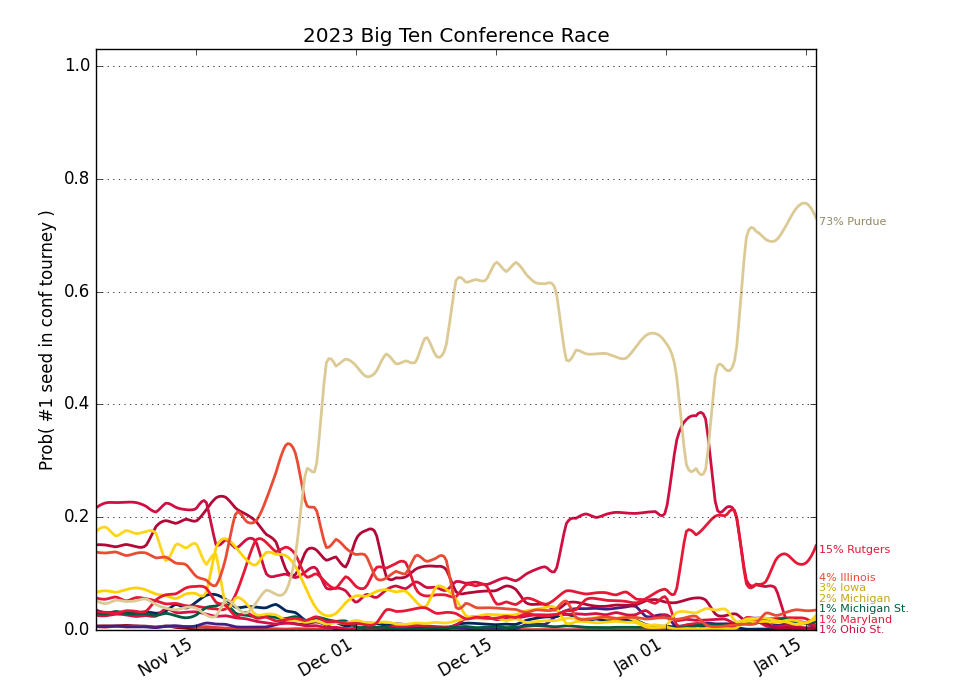 2023 Big Ten Conference Race
Prob( #1 seed in conf tourney )
1.0
0.8
0.6
0.4
0.2
0.0
Nov 15
Dec 01
Dec 15
Jan 01
Jan 15
73% Purdue
15% Rutgers
4% Illinois
3% Iowa
2% Michigan
1% Michigan St.
1% Maryland
1% Ohio St.